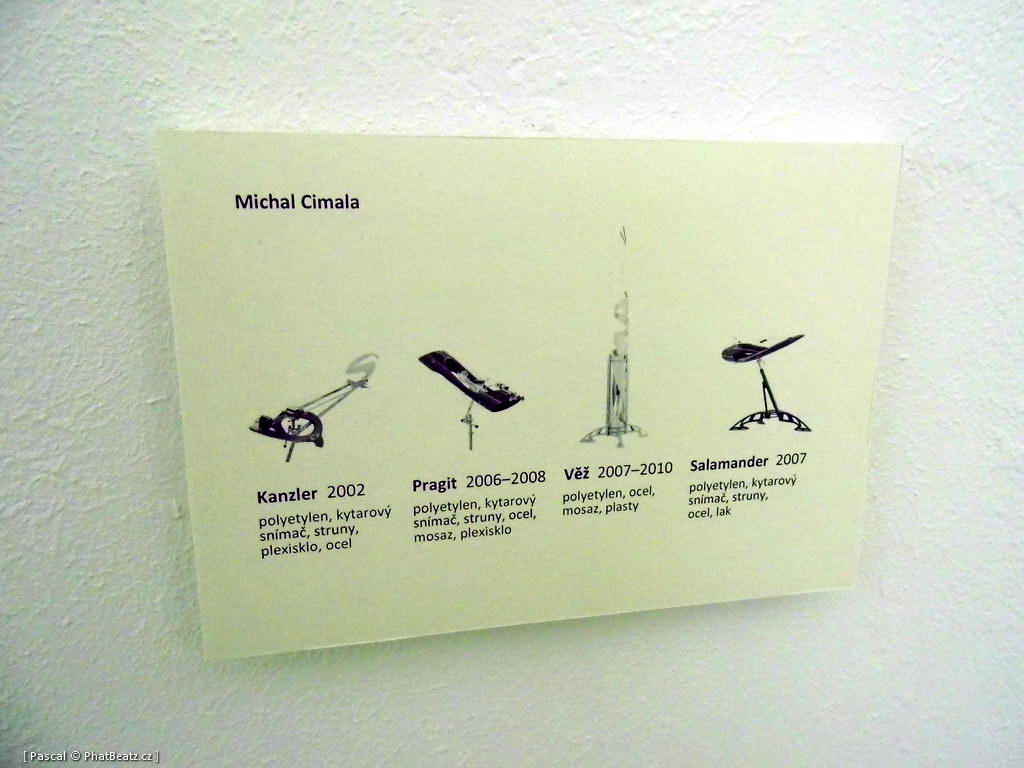 Michal Cimala
Kanzler 2002
polyetylen, kytarový
snímač, struny,
plexisklo, ocel
Pragit 2006–2008
polyetylen, kytarový
snímač, struny, ocel,
mosaz, plexisklo
Věž 2007–2010
polyetylen, ocel,
mosaz, plasty
Salamander 2007
polyetylen, kytarový
snímač, struny,
ocel, lak
[ Pascal © PhatBeatz.cz ]